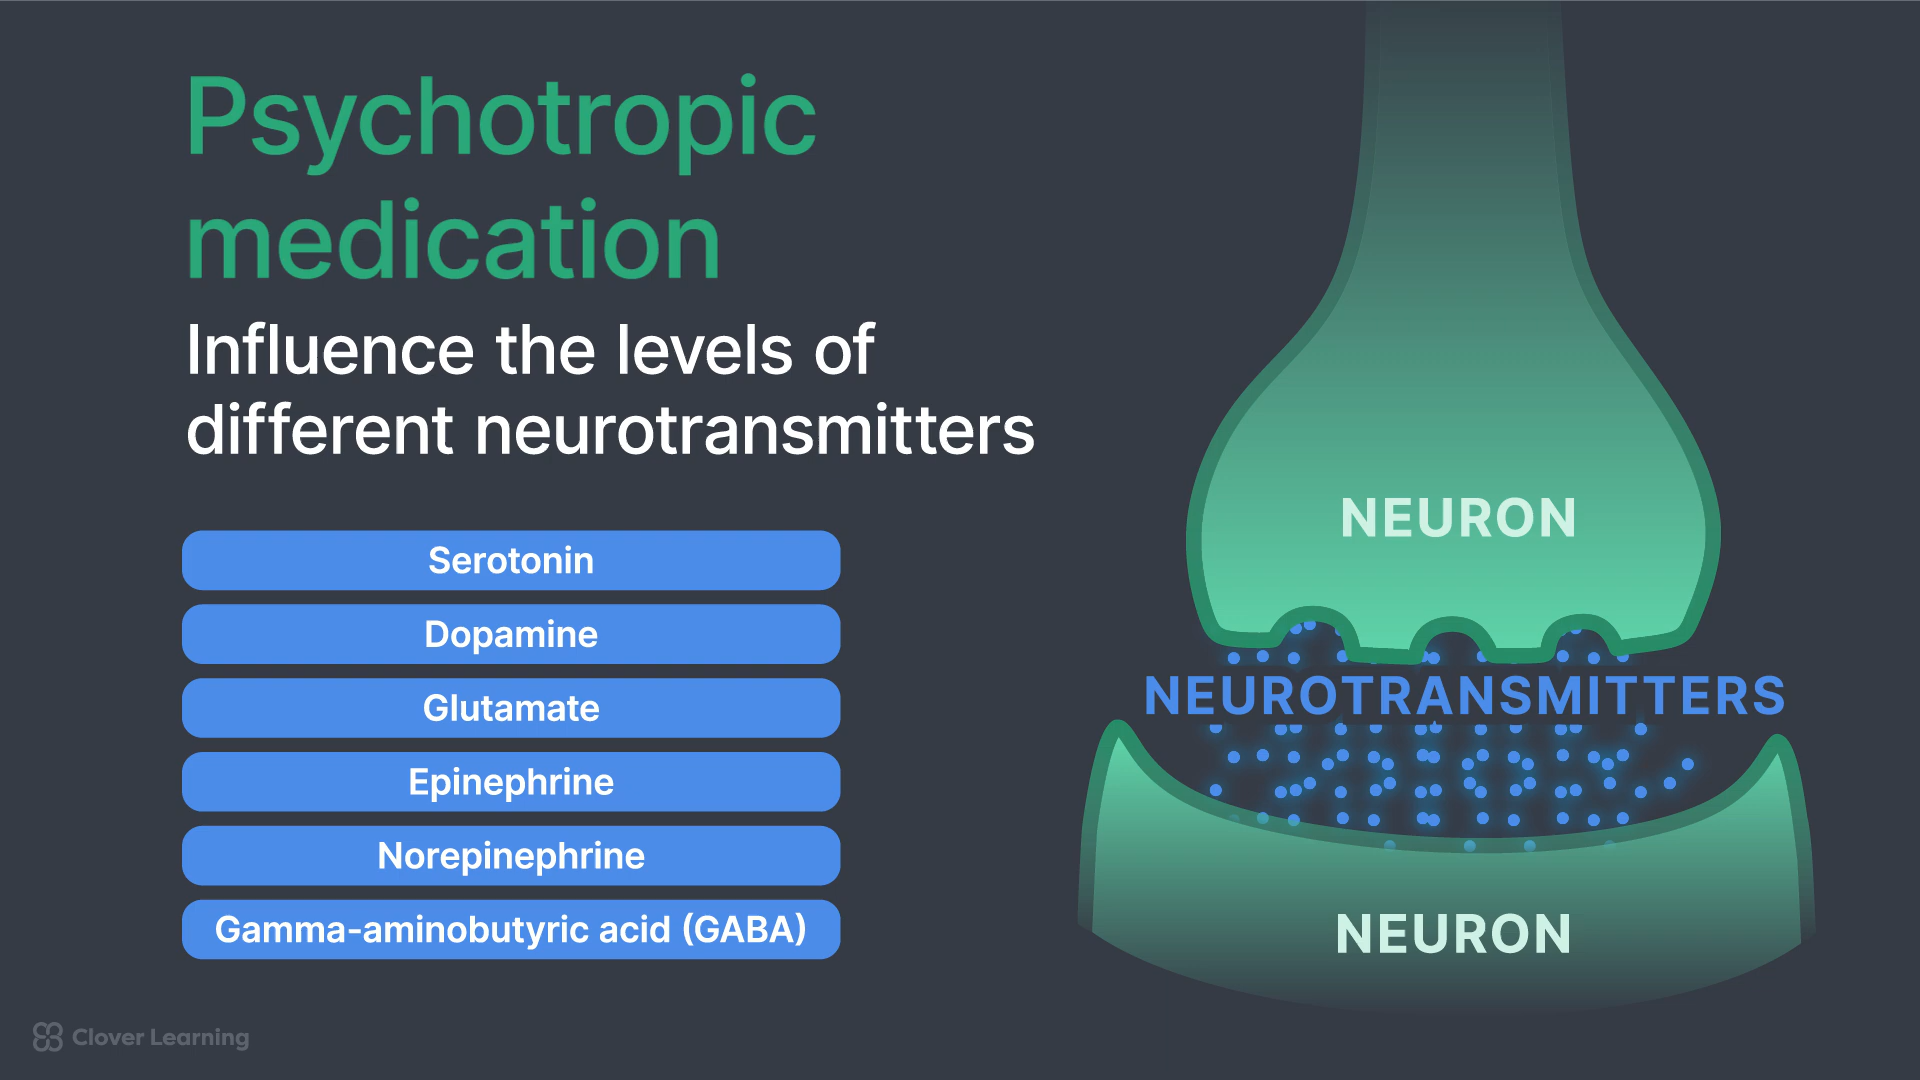 Psychotropic
medication
Influence the levels of
different neurotransmitters
Serotonin
Dopamine
Glutamate
Epinephrine
Norepinephrine
Gamma-aminobutyric acid (GABA)
NEURON
NEUROTRANSMITTERS
NEURON
Clover Learning